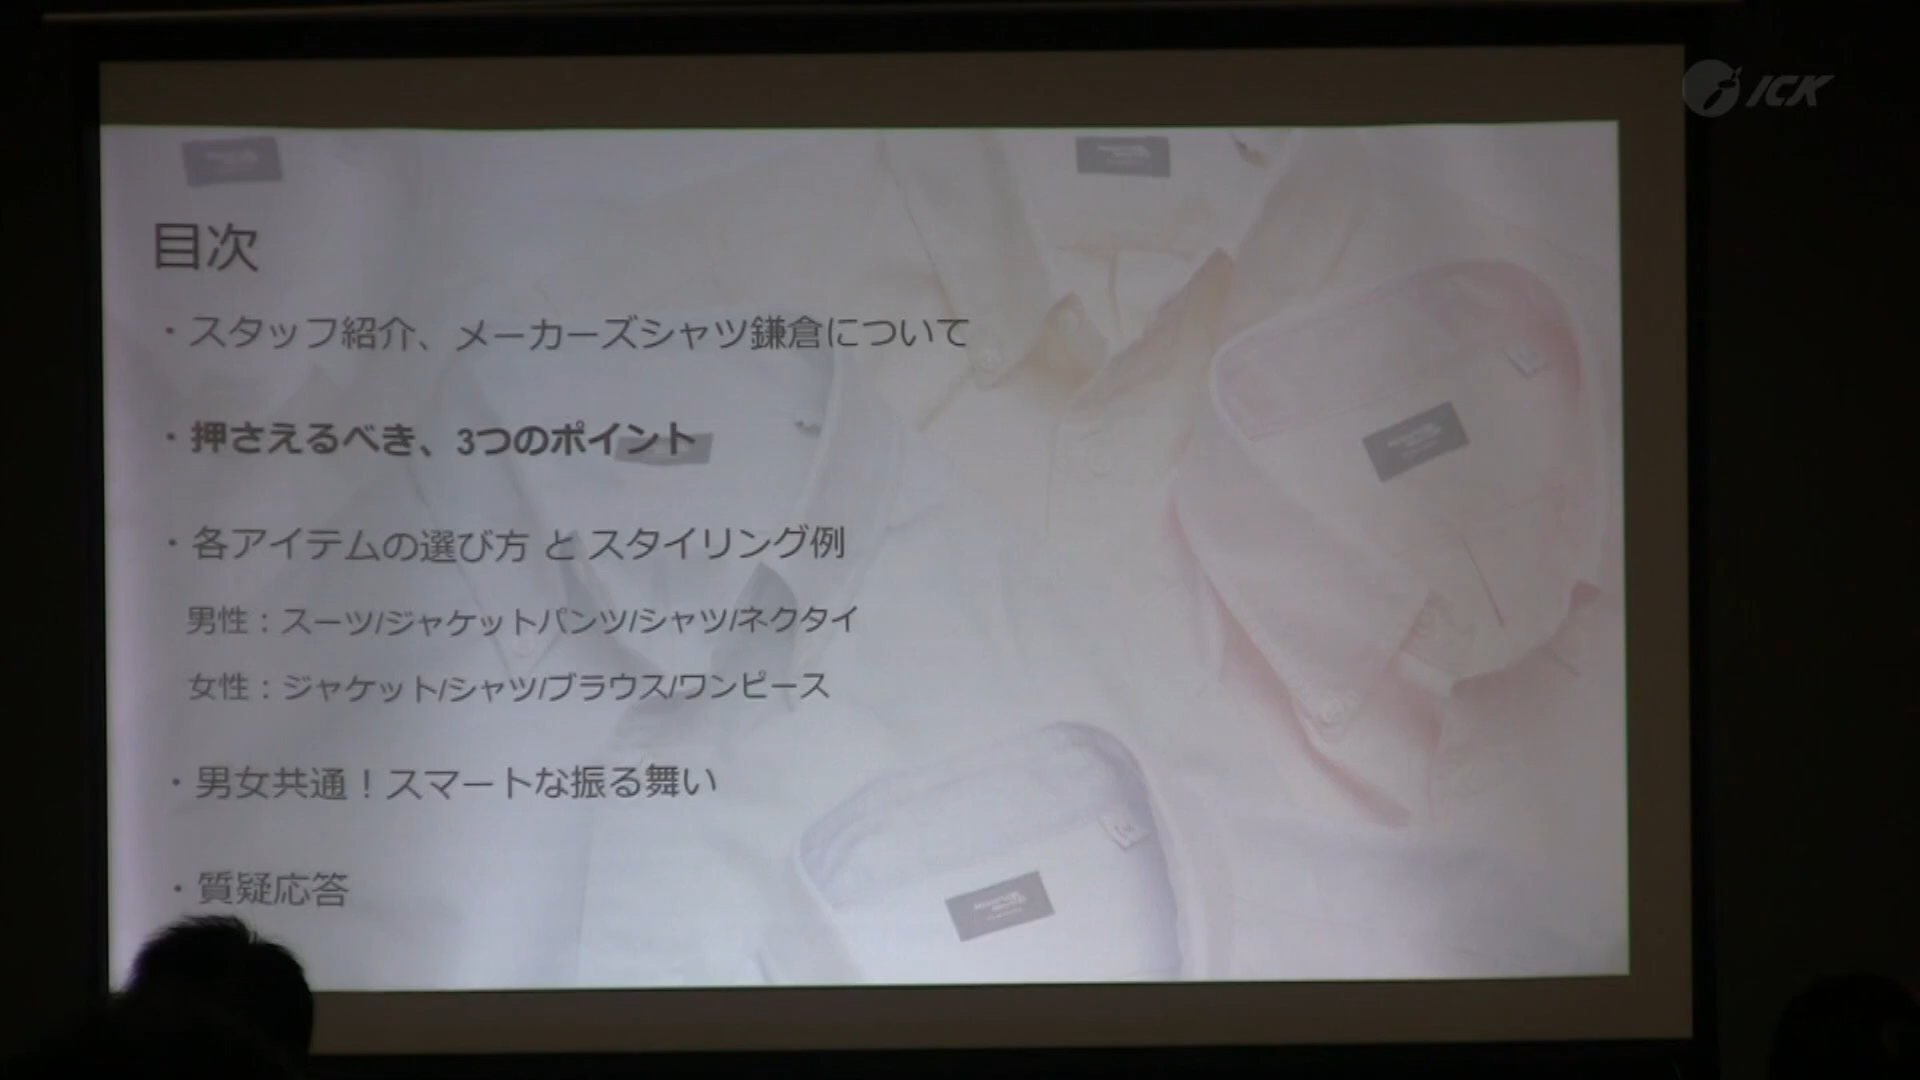 ICK
目次
・スタッフ紹介、メーカーズシャツ鎌倉について
・押さえるべき、3つのポイント
・各アイテムの選び方 と スタイリング例
男性：スーツ/ジャケットパンツ/シャツ/ネクタイ
女性：ジャケット/シャツ/ブラウス/ワンピース
・男女共通！スマートな振る舞い
・質疑応答